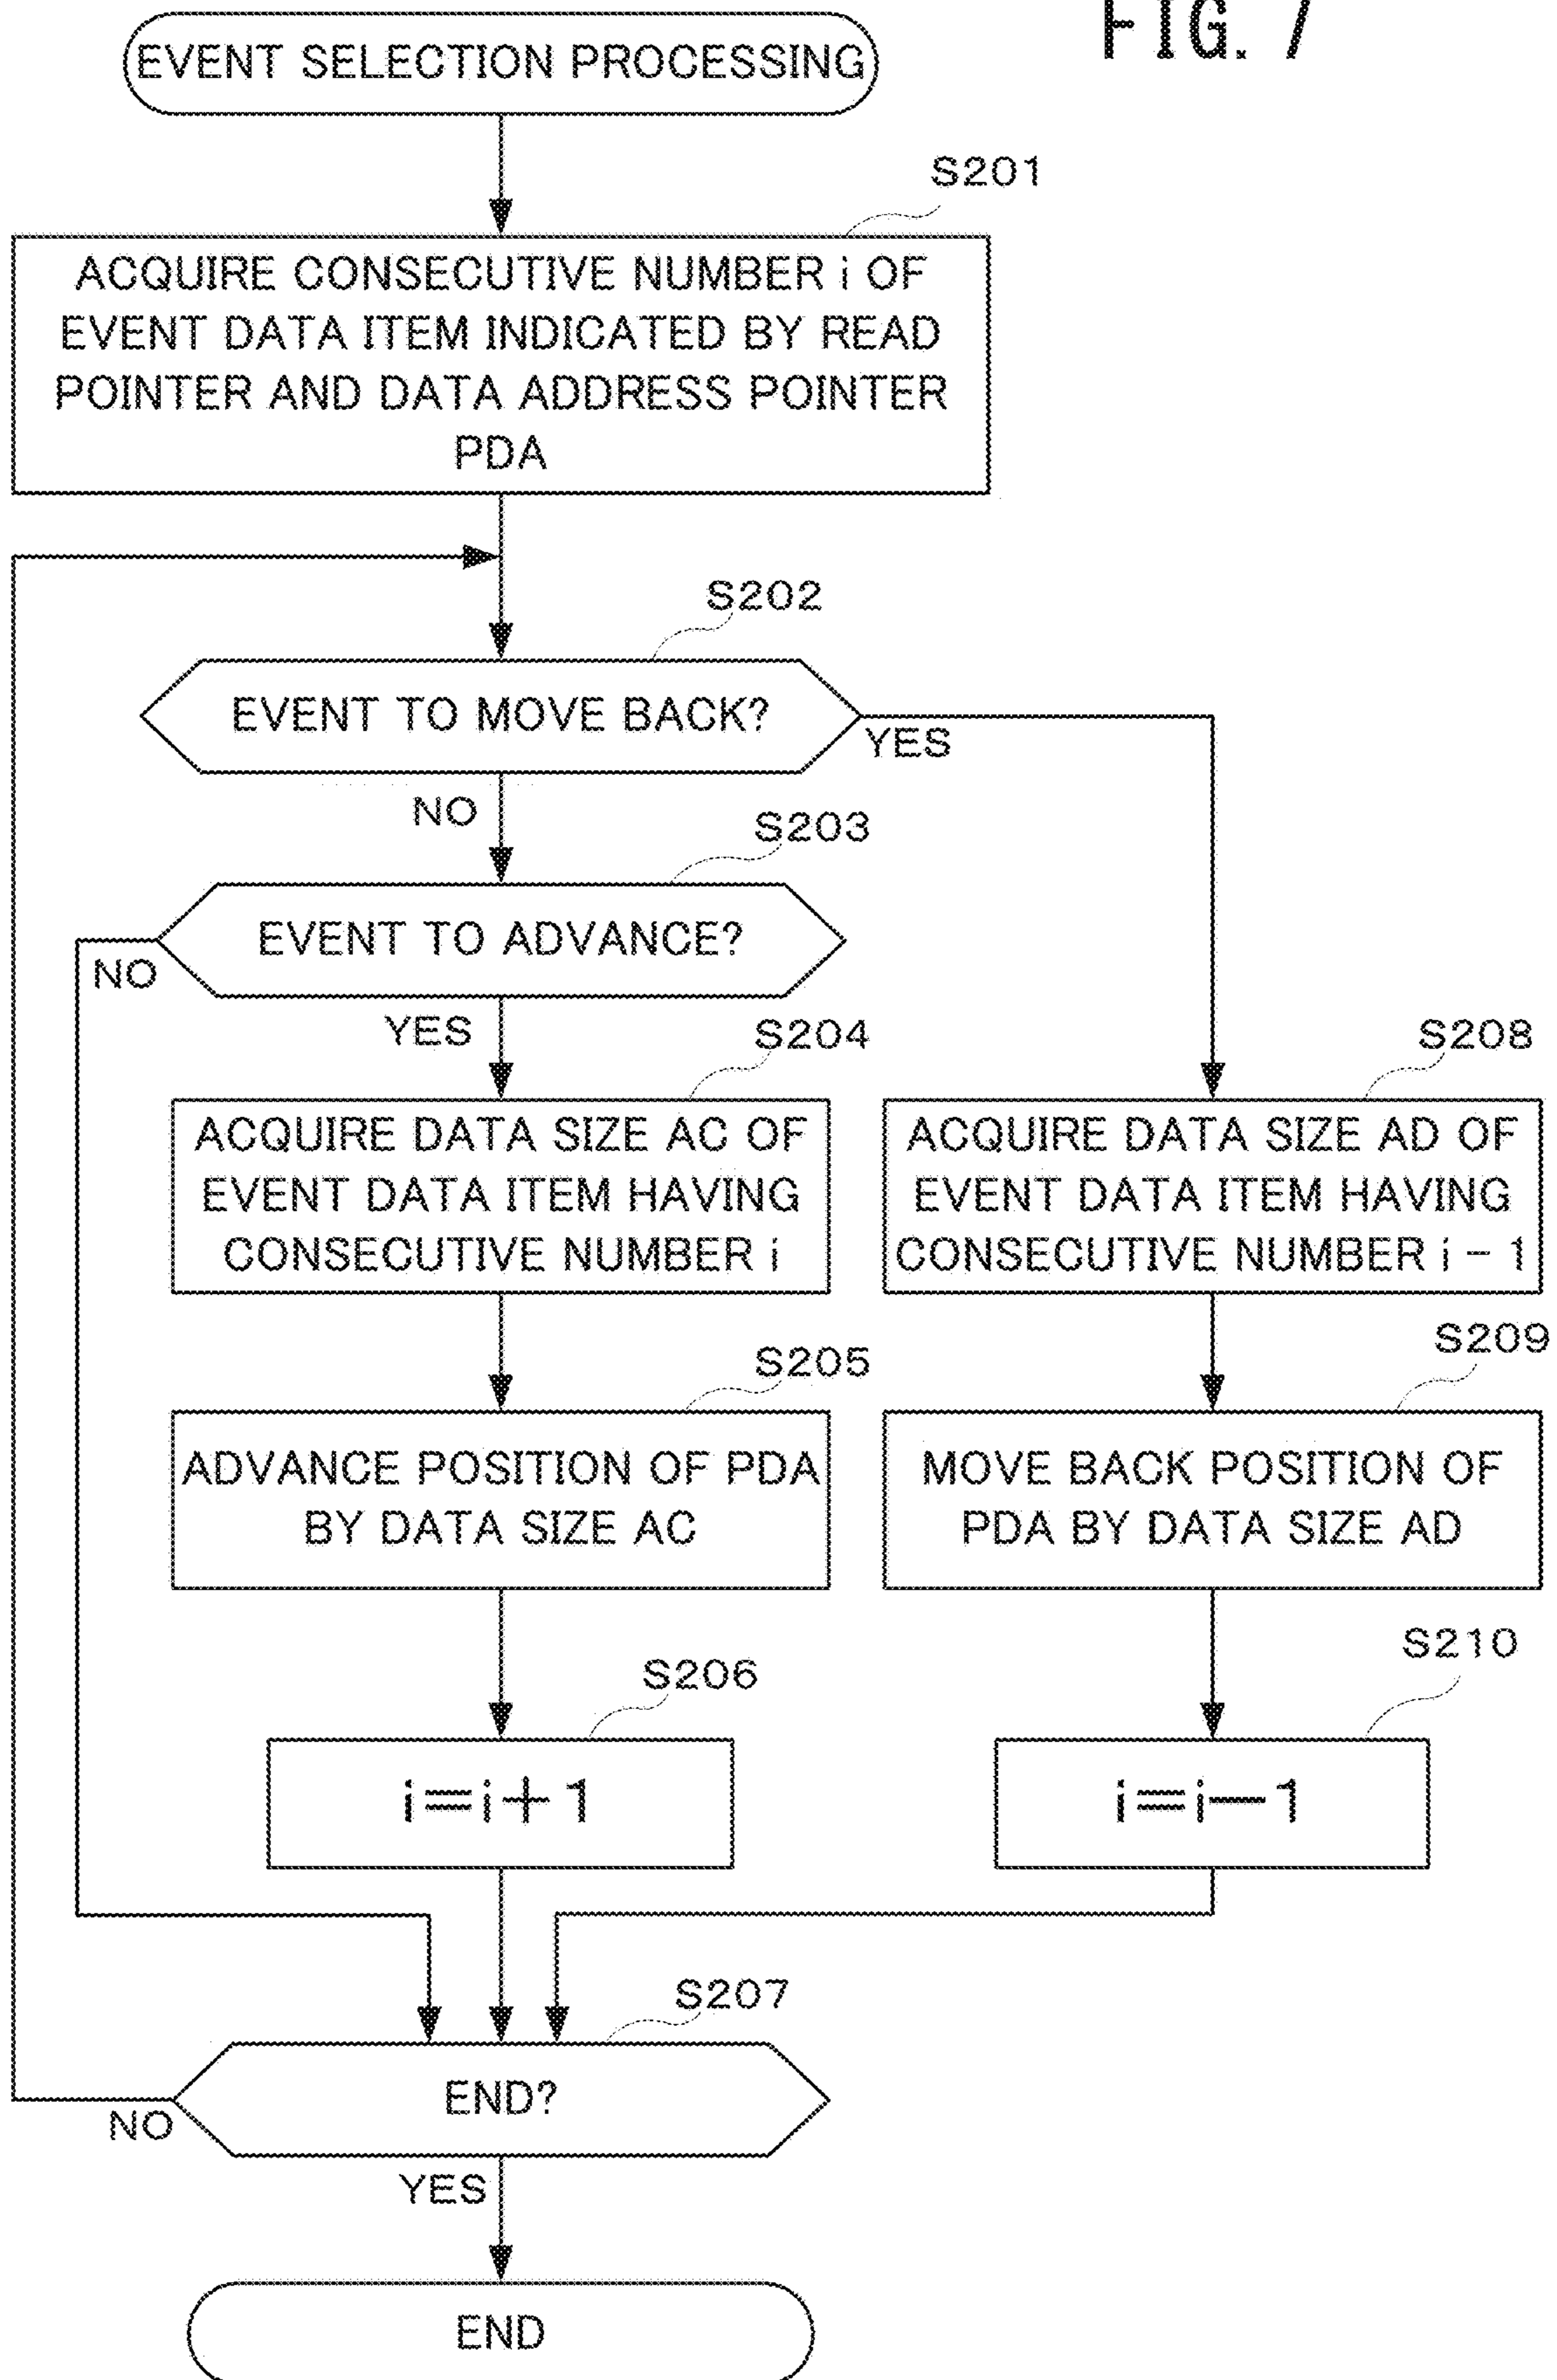 FIG. 7
EVENT SELECTION PROCESSING
S201
ACQUIRE CONSECUTIVE NUMBER i OF
EVENT DATA ITEM INDICATED BY READ
POINTER AND DATA ADDRESS POINTER
PDA
S202
EVENT TO MOVE BACK?
YES
NO
S203
EVENT TO ADVANCE?
NO
YES
S204
ACQUIRE DATA SIZE AC OF
EVENT DATA ITEM HAVING
CONSECUTIVE NUMBER i
S208
ACQUIRE DATA SIZE AD OF
EVENT DATA ITEM HAVING
CONSECUTIVE NUMBER i − 1
S205
ADVANCE POSITION OF PDA
BY DATA SIZE AC
S209
MOVE BACK POSITION OF
PDA BY DATA SIZE AD
S206
i=i+1
S210
i=i−1
S207
END?
NO
YES
END